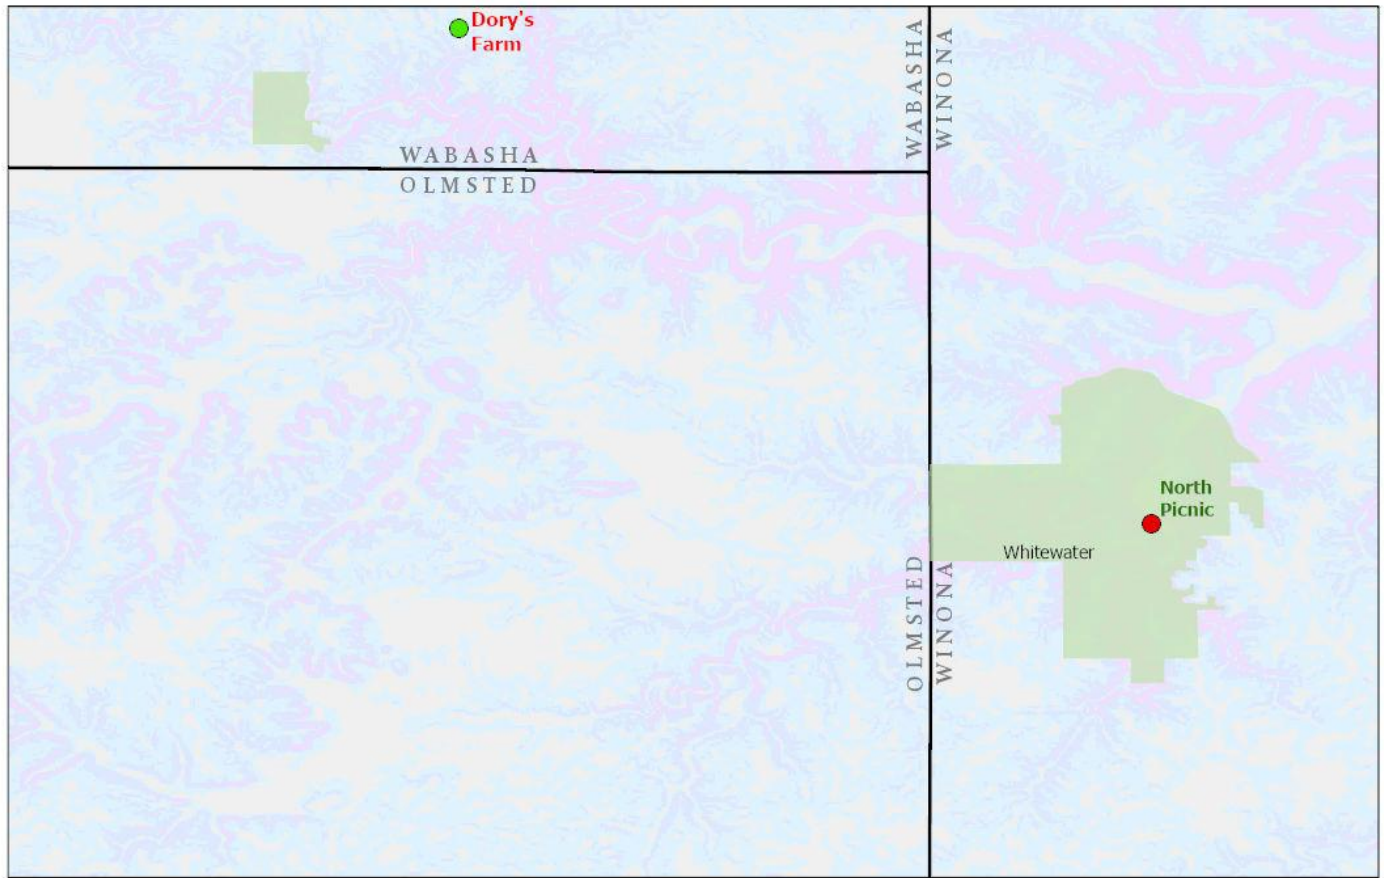 Dory's
Farm
WABASHA
WINONA
WABASHA
OLMSTED
North
Picnic
Whitewater
OLMSTED
WINONA